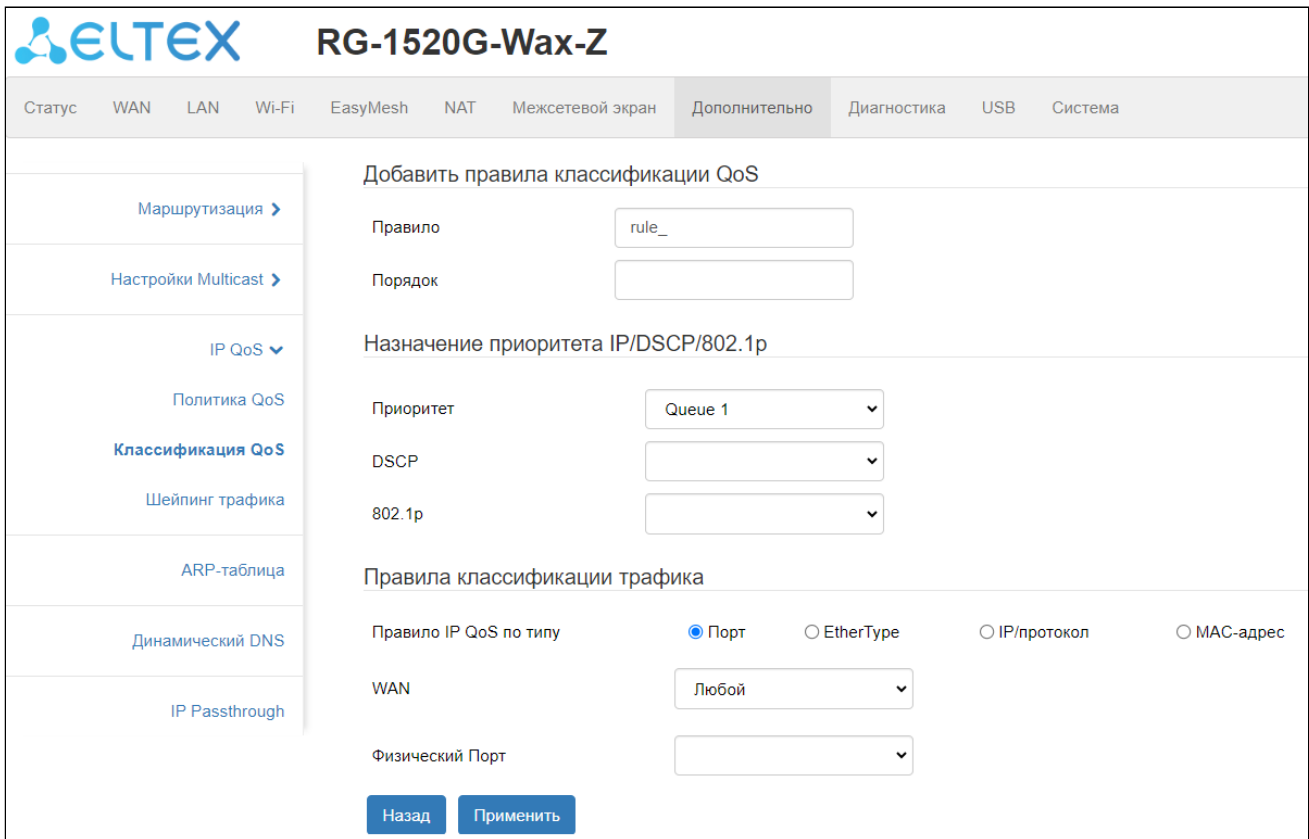 ELTEX RG-1520G-Wax-Z
Статус WAN LAN Wi-Fi EasyMesh NAT Межсетевой экран Дополнительно Диагностика USB Система
Маршрутизация
Настройки Multicast
IP QoS
Политика QoS
Классификация QoS
Шейпинг трафика
ARP-таблица
Динамический DNS
IP Passthrough
Добавить правила классификации QoS
Правило rule_
Порядок
Назначение приоритета IP/DSCP/802.1p
Приоритет Queue 1
DSCP
802.1p
Правила классификации трафика
Правило IP QoS по типу Порт EtherType IP/протокол MAC-адрес
WAN Любой
Физический Порт
Назад Применить